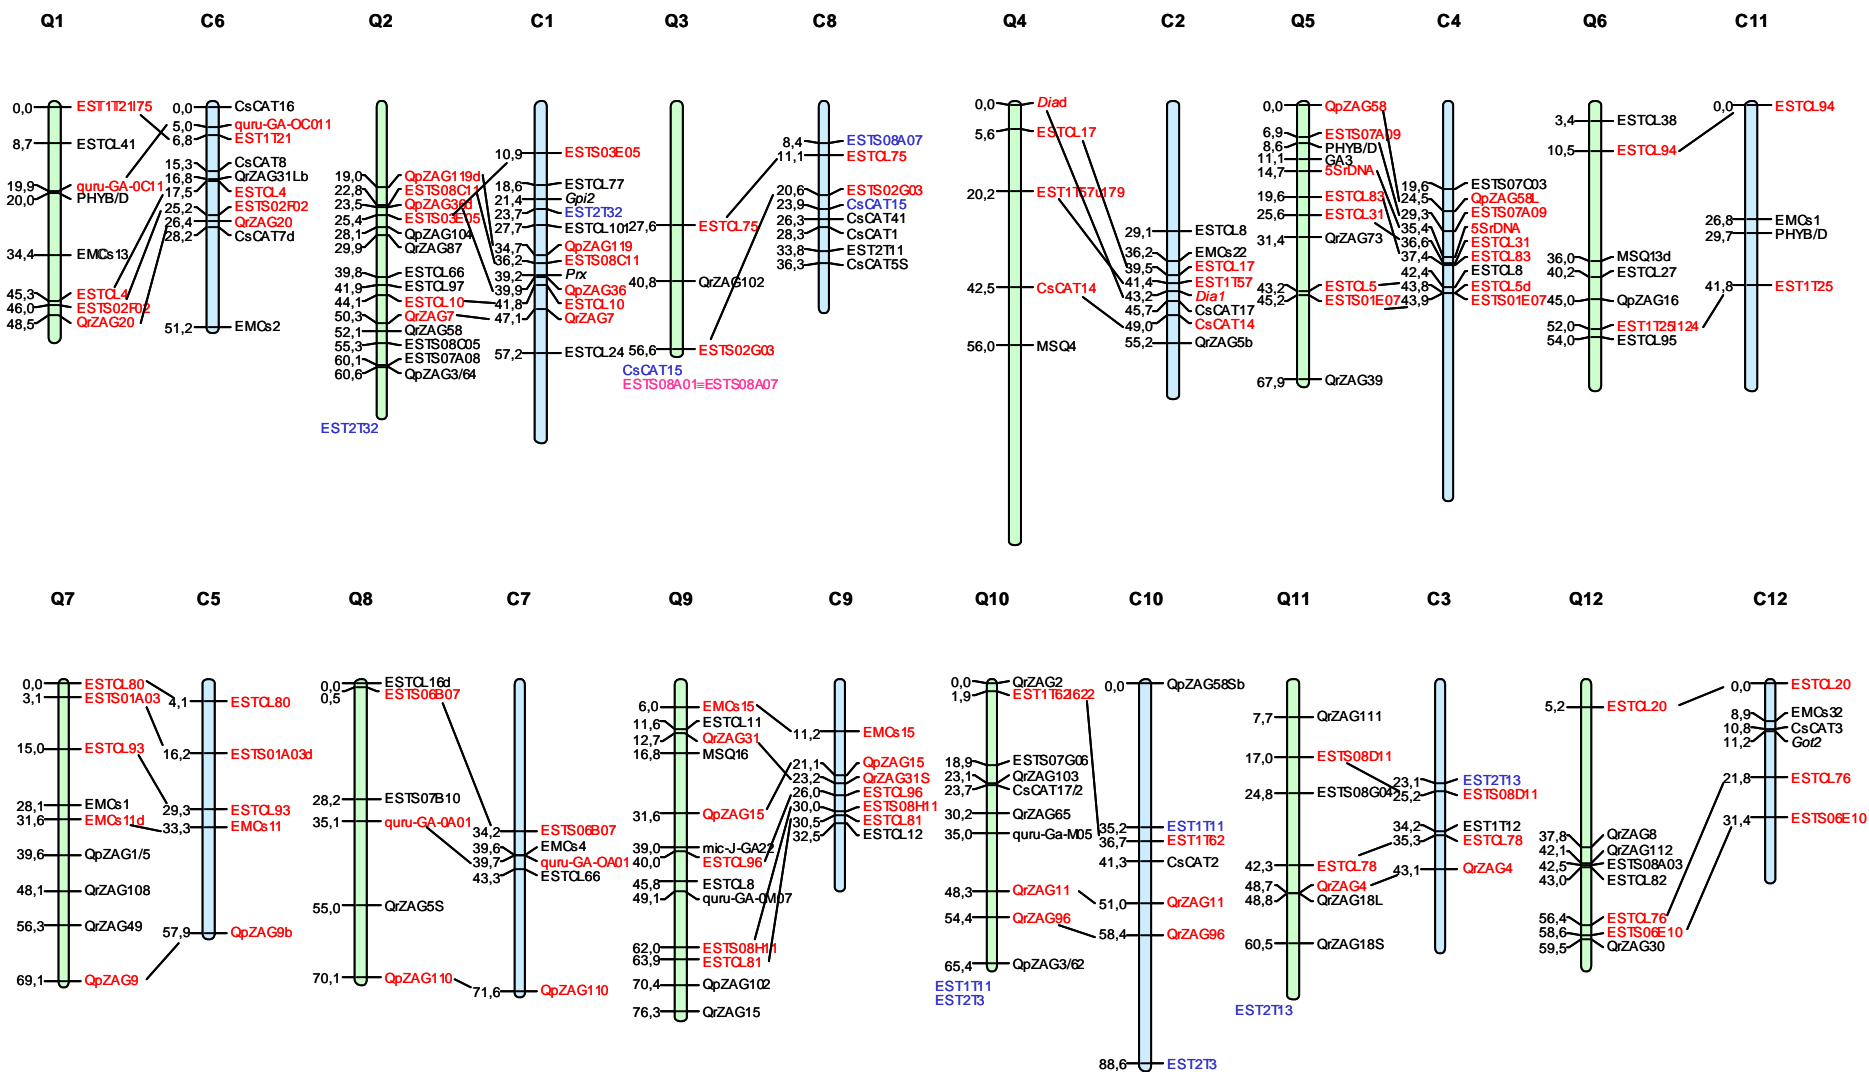 Q1 C6 Q2 C1 Q3 C8 Q4 C2 Q5 C4 Q6 C11
0,0 EST1T21I75
8,7 ESTCL41
19,9 quru-GA-0C11
20,0 PHYB/D
34,4 EMCs13
45,3 ESTCL4
46,0 ESTS02F02
48,5 QrZAG20
0,0 CsCAT16
5,0 quru-GA-OC011
6,8 EST1T21
15,3 CsCAT8
16,8 QrZAG31Lb
17,5 ESTCL4
25,2 ESTS02F02
26,4 QrZAG20
28,2 CsCAT7d
51,2 EMCs2
19,0 QpZAG119d
22,8 ESTS08C11
23,5 QpZAG36d
25,4 ESTS03E05
28,1 QpZAG104
29,9 QrZAG87
39,8 ESTCL66
41,9 ESTCL97
44,1 ESTCL10
50,3 QrZAG7
52,1 QrZAG58
55,3 ESTS08C05
60,1 ESTS07A08
60,6 QpZAG3/64
EST2T32
10,9 ESTS03E05
18,6 ESTCL77
21,4 Gpi2
23,7 EST2T32
27,7 ESTCL101
34,7 QpZAG119
36,2 ESTS08C11
39,2 Prx
39,9 QpZAG36
41,8 ESTCL10
47,1 QrZAG7
57,2 ESTCL24
27,6 ESTCL75
40,8 QrZAG102
56,6 ESTS02G03
CsCAT15
ESTS08A01=ESTS08A07
8,4 ESTS08A07
11,1 ESTCL75
20,6 ESTS02G03
23,9 CsCAT15
26,3 CsCAT41
28,3 CsCAT1
33,8 EST2T11
36,3 CsCAT5S
0,0 Diad
5,6 ESTCL17
20,2 EST1T57u179
42,5 CsCAT14
56,0 MSQ4
29,1 ESTCL8
36,2 EMCs22
39,5 ESTCL17
41,4 EST1T57
43,2 Dia1
45,7 CsCAT17
49,0 CsCAT14
55,2 QrZAG5b
0,0 QpZAG58
6,9 ESTS07A09
8,6 PHYB/D
11,1 GA3
14,7 5SrDNA
19,6 ESTCL83
25,6 ESTCL31
31,4 QrZAG73
43,2 ESTCL5
45,2 ESTS01E07
67,9 QrZAG39
19,6 ESTS07C03
24,5 QpZAG58L
29,3 ESTS07A09
35,4 5SrDNA
36,6 ESTCL31
37,4 ESTCL83
42,4 ESTCL8
43,8 ESTCL5d
43,9 ESTS01E07
3,4 ESTCL38
10,5 ESTCL94
36,0 MSQ13d
40,2 ESTCL27
45,0 QpZAG16
52,0 EST1T25I124
54,0 ESTCL95
0,0 ESTCL94
26,8 EMCs1
29,7 PHYB/D
41,8 EST1T25
Q7 C5 Q8 C7 Q9 C9 Q10 C10 Q11 C3 Q12 C12
0,0 ESTCL80
3,1 ESTS01A03
15,0 ESTCL93
28,1 EMCs1
31,6 EMCs11d
39,6 QpZAG1/5
48,1 QrZAG108
56,3 QrZAG49
69,1 QpZAG9
4,1 ESTCL80
16,2 ESTS01A03d
29,3 ESTCL93
33,3 EMCs11
57,9 QpZAG9b
0,0 ESTCL16d
0,5 ESTS06B07
28,2 ESTS07B10
35,1 quru-GA-0A01
55,0 QrZAG5S
70,1 QpZAG110
34,2 ESTS06B07
39,6 EMCs4
39,7 quru-GA-OA01
43,3 ESTCL66
71,6 QpZAG110
6,0 EMCs15
11,6 ESTCL11
12,7 QrZAG31
16,8 MSQ16
31,6 QpZAG15
39,0 mic-J-GA22
40,0 ESTCL96
45,8 ESTCL8
49,1 quru-GA-0M07
62,0 ESTS08H11
63,9 ESTCL81
70,4 QpZAG102
76,3 QrZAG15
11,2 EMCs15
21,1 QpZAG15
23,2 QrZAG31S
26,0 ESTCL96
30,0 ESTS08H11
30,5 ESTCL81
32,5 ESTCL12
0,0 QrZAG2
1,9 EST1T62I622
18,9 ESTS07G06
23,1 QrZAG103
23,7 CsCAT17/2
30,2 QrZAG65
35,0 quru-Ga-M05
48,3 QrZAG11
54,4 QrZAG96
65,4 QpZAG3/62
EST1T11
EST2T3
0,0 QpZAG58Sb
35,2 EST1T11
36,7 EST1T62
41,3 CsCAT2
51,0 QrZAG11
58,4 QrZAG96
88,6 EST2T3
7,7 QrZAG111
17,0 ESTS08D11
24,8 ESTS08G04
42,3 ESTCL78
48,7 QrZAG4
48,8 QrZAG18L
60,5 QrZAG18S
EST2T13
23,1 EST2T13
25,2 ESTS08D11
34,2 EST1T12
35,3 ESTCL78
43,1 QrZAG4
5,2 ESTCL20
37,8 QrZAG8
42,1 QrZAG112
42,5 ESTS08A03
43,0 ESTCL82
56,4 ESTCL76
58,6 ESTS06E10
59,5 QrZAG30
0,0 ESTCL20
8,9 EMCs32
10,8 CsCAT3
11,2 Got2
21,8 ESTCL76
31,4 ESTS06E10